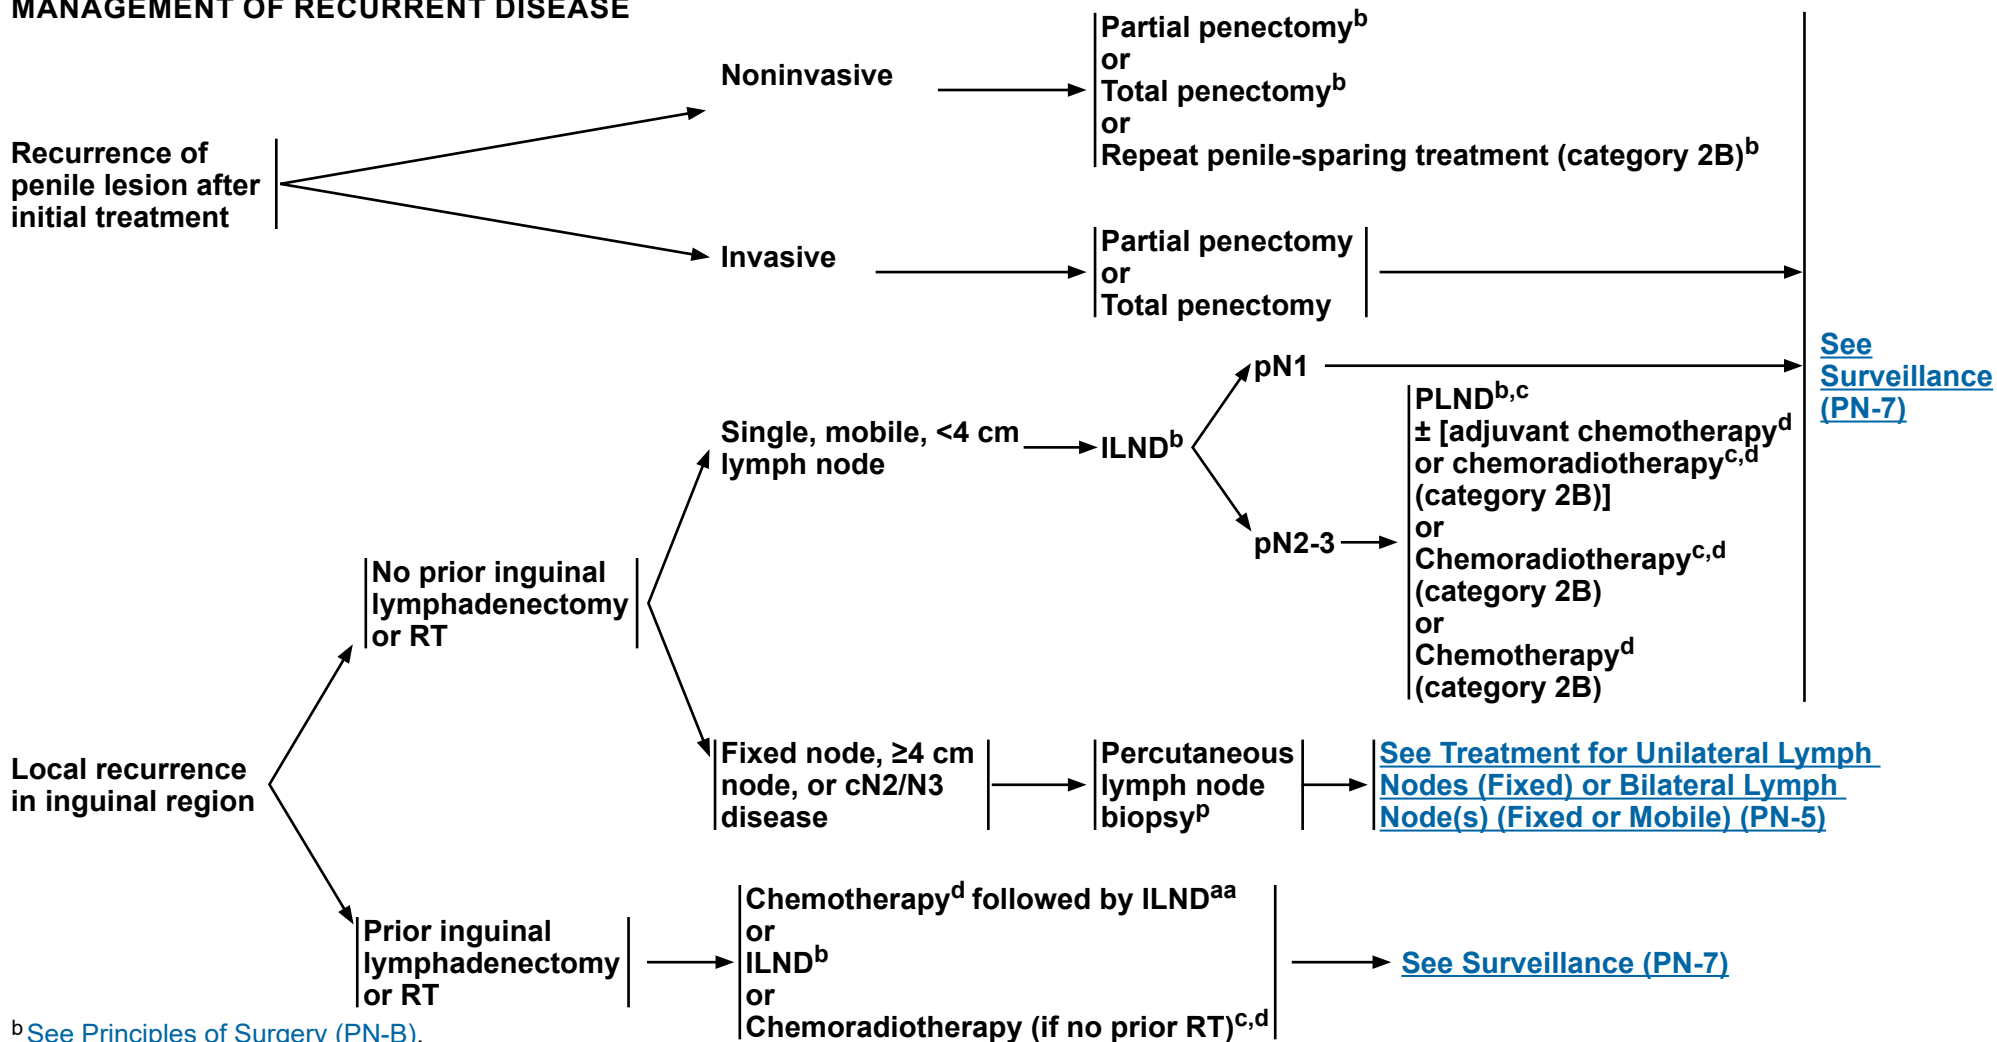 MANAGEMENT OF RECURRENT DISEASE
Recurrence of
penile lesion after
initial treatment
Noninvasive
Partial penectomyb
or
Total penectomyb
or
Repeat penile-sparing treatment (category 2B)b
Invasive
Partial penectomy
or
Total penectomy
See
Surveillance
(PN-7)
Local recurrence
in inguinal region
No prior inguinal
lymphadenectomy
or RT
Single, mobile, <4 cm
lymph node
ILNDb
pN1
pN2-3
PLNDb,c
± [adjuvant chemotherapyd
or chemoradiotherapyc,d
(category 2B)]
or
Chemoradiotherapyc,d
(category 2B)
or
Chemotherapyd
(category 2B)
Fixed node, ≥4 cm
node, or cN2/N3
disease
Percutaneous
lymph node
biopsyp
See Treatment for Unilateral Lymph
Nodes (Fixed) or Bilateral Lymph
Node(s) (Fixed or Mobile) (PN-5)
Prior inguinal
lymphadenectomy
or RT
Chemotherapyd followed by ILNDaa
or
ILNDb
or
Chemoradiotherapy (if no prior RT)c,d
See Surveillance (PN-7)
b See Principles of Surgery (PN-B).